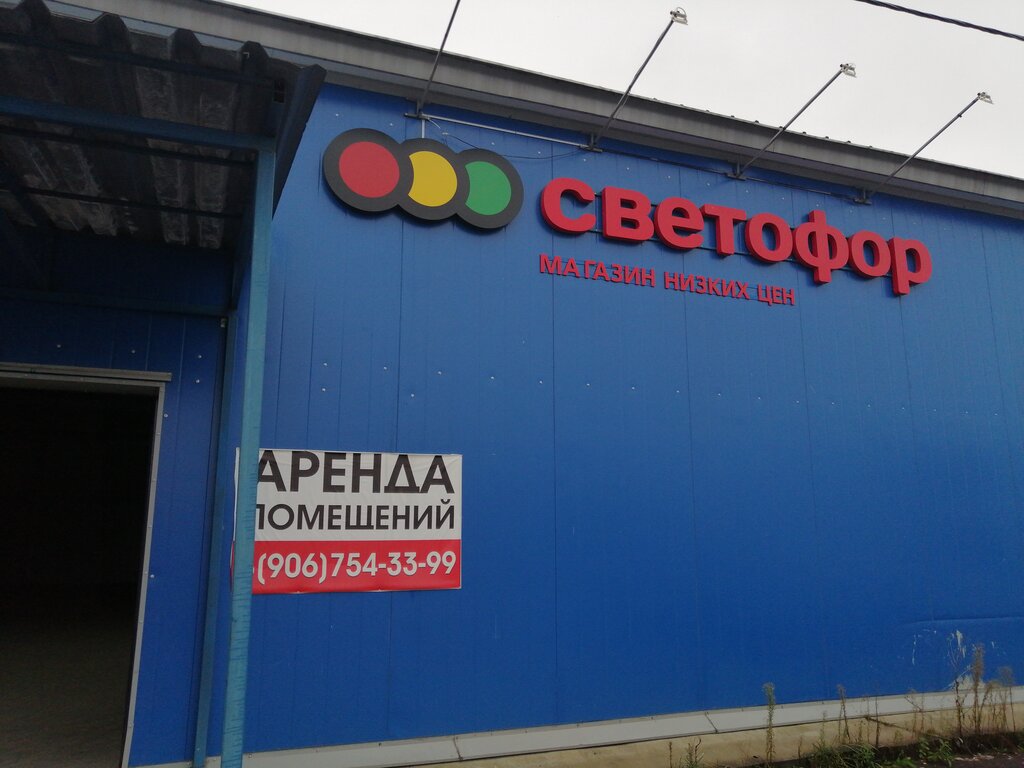 светофор
МАГАЗИН НИЗКИХ ЦЕН
АРЕНДА
ПОМЕЩЕНИЙ
(906)754-33-99